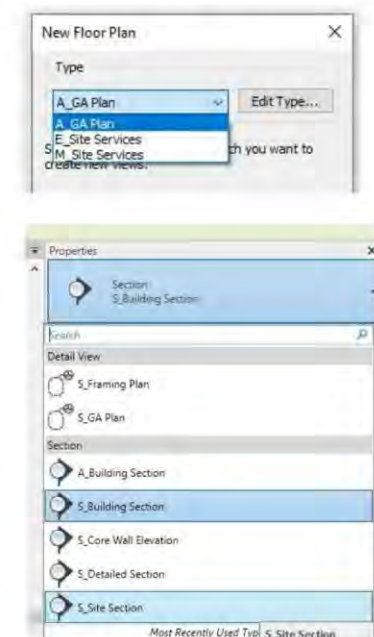 New Floor Plan
Type
A_GA Plan
Edit Type...
A_GA Plan
E_Site Services
M_Site Services
ch you want to
create new views.
Properties
Section
S_Building Section
Search
Detail View
S_Framing Plan
S_GA Plan
Section
A_Building Section
S_Building Section
S_Core Wall Elevation
S_Detailed Section
S_Site Section
Most Recently Used Typ S_Site Section